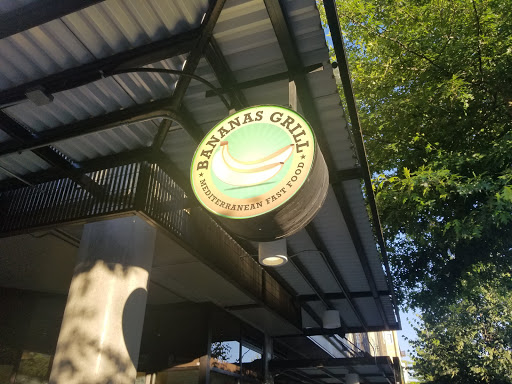 BANANAS GRILL
MEDITERRANEAN FAST FOOD